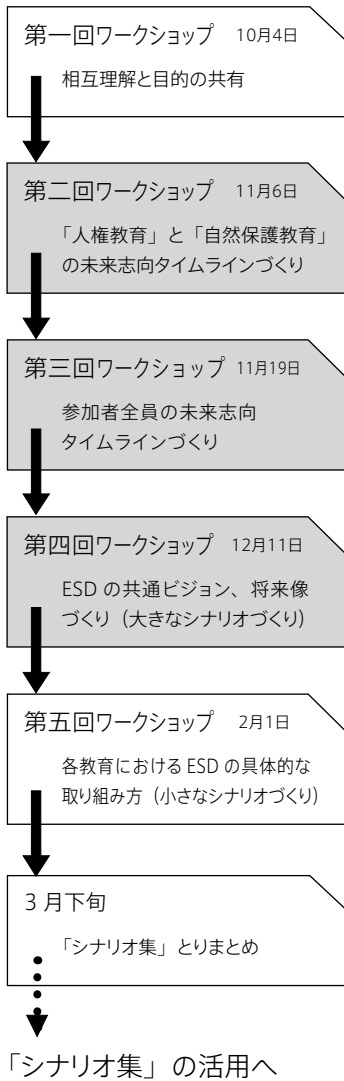 第一回ワークショップ 10月4日
相互理解と目的の共有
第二回ワークショップ 11月6日
「人権教育」と「自然保護教育」
の未来志向タイムラインづくり
第三回ワークショップ 11月19日
参加者全員の未来志向
タイムラインづくり
第四回ワークショップ 12月11日
ESD の共通ビジョン、将来像
づくり（大きなシナリオづくり）
第五回ワークショップ 2月1日
各教育における ESD の具体的な
取り組み方（小さなシナリオづくり）
3 月下旬
「シナリオ集」とりまとめ
「シナリオ集」の活用へ